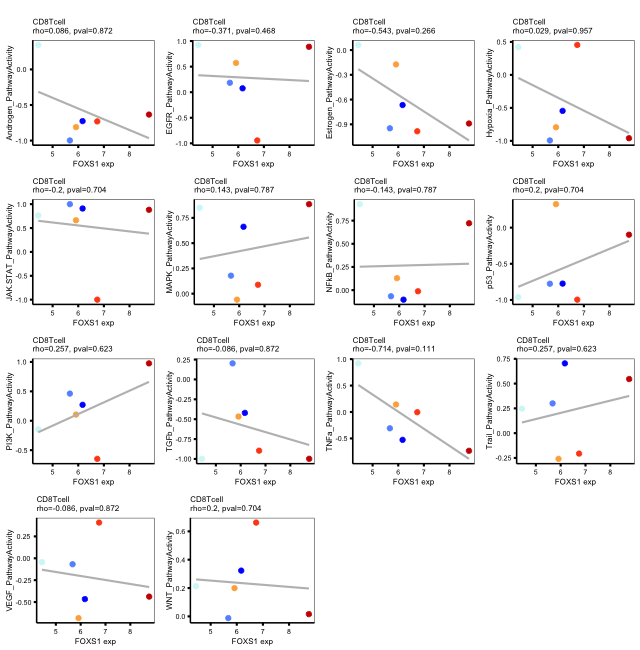 CD8Tcell
rho=0.086, pval=0.872
Androgen_PathwayActivity
0.0
-0.5
-1.0
5 6 7 8
FOXS1 exp
CD8Tcell
rho=-0.371, pval=0.468
EGFR_PathwayActivity
1.0
0.5
0.0
-0.5
-1.0
5 6 7 8
FOXS1 exp
CD8Tcell
rho=-0.543, pval=0.266
Estrogen_PathwayActivity
0.0
-0.3
-0.6
-0.9
5 6 7 8
FOXS1 exp
CD8Tcell
rho=0.029, pval=0.957
Hypoxia_PathwayActivity
0.5
0.0
-0.5
-1.0
5 6 7 8
FOXS1 exp
CD8Tcell
rho=-0.2, pval=0.704
JAK.STAT_PathwayActivity
1.0
0.5
0.0
-0.5
-1.0
5 6 7 8
FOXS1 exp
CD8Tcell
rho=0.143, pval=0.787
MAPK_PathwayActivity
0.75
0.50
0.25
0.00
5 6 7 8
FOXS1 exp
CD8Tcell
rho=-0.143, pval=0.787
NFkB_PathwayActivity
0.75
0.50
0.25
0.00
5 6 7 8
FOXS1 exp
CD8Tcell
rho=0.2, pval=0.704
p53_PathwayActivity
0.0
-0.5
-1.0
5 6 7 8
FOXS1 exp
CD8Tcell
rho=0.257, pval=0.623
PI3K_PathwayActivity
1.0
0.5
0.0
-0.5
5 6 7 8
FOXS1 exp
CD8Tcell
rho=-0.086, pval=0.872
TGFb_PathwayActivity
0.25
0.00
-0.25
-0.50
-0.75
-1.00
5 6 7 8
FOXS1 exp
CD8Tcell
rho=-0.714, pval=0.111
TNFa_PathwayActivity
1.0
0.5
0.0
-0.5
5 6 7 8
FOXS1 exp
CD8Tcell
rho=0.257, pval=0.623
Trail_PathwayActivity
0.75
0.50
0.25
0.00
-0.25
5 6 7 8
FOXS1 exp
CD8Tcell
rho=-0.086, pval=0.872
VEGF_PathwayActivity
0.25
0.00
-0.25
-0.50
5 6 7 8
FOXS1 exp
CD8Tcell
rho=0.2, pval=0.704
WNT_PathwayActivity
0.6
0.4
0.2
0.0
5 6 7 8
FOXS1 exp